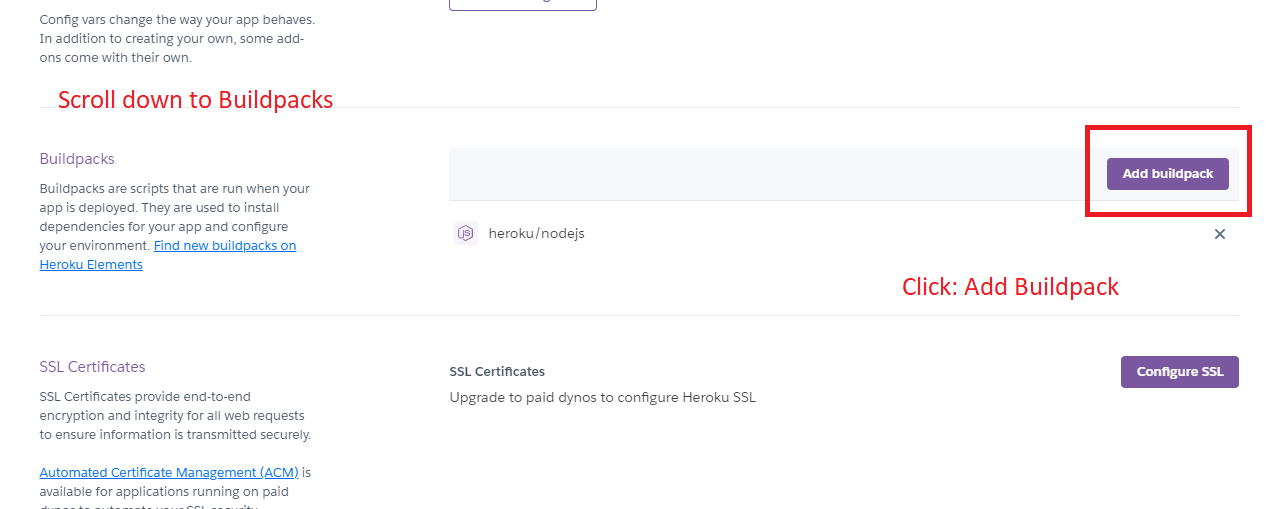 Config vars change the way your app behaves.
In addition to creating your own, some add-
ons come with their own.
Scroll down to Buildpacks
Buildpacks
Buildpacks are scripts that are run when your
app is deployed. They are used to install
dependencies for your app and configure
your environment. Find new buildpacks on
Heroku Elements
Add buildpack
heroku/nodejs
Click: Add Buildpack
SSL Certificates
SSL Certificates provide end-to-end
encryption and integrity for all web requests
to ensure information is transmitted securely.
Automated Certificate Management (ACM) is
available for applications running on paid
SSL Certificates
Upgrade to paid dynos to configure Heroku SSL
Configure SSL